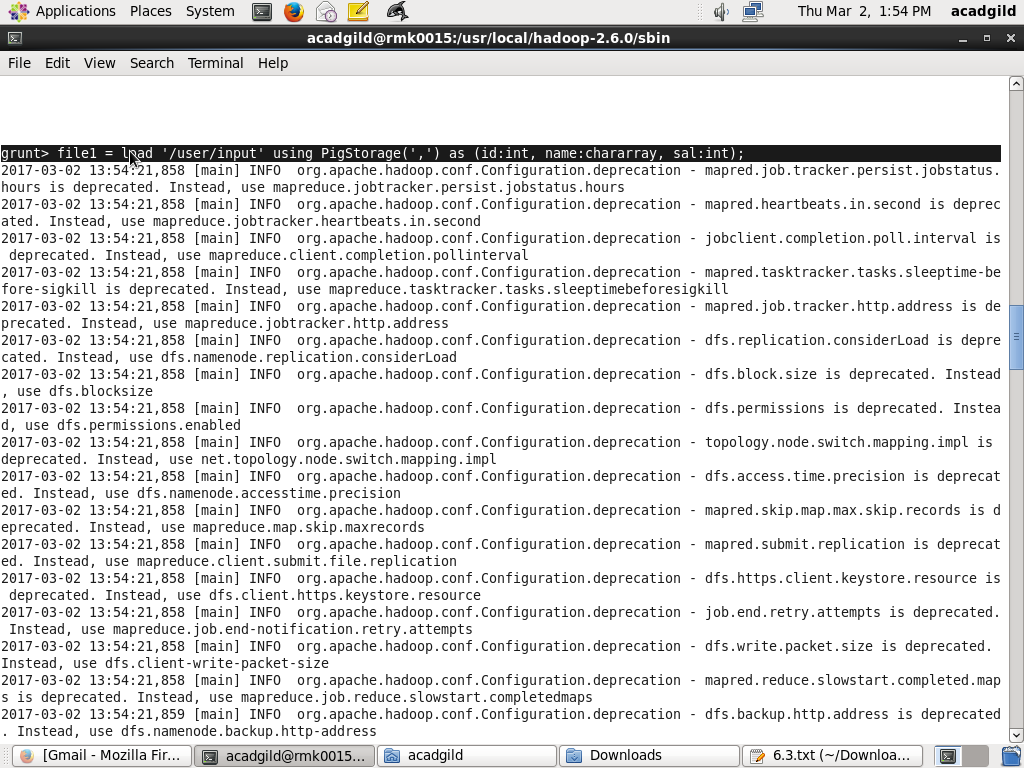 Applications Places System Thu Mar 2, 1:54 PM acadgild
acadgild@rmk0015:/usr/local/hadoop-2.6.0/sbin
File Edit View Search Terminal Help
grunt> file1 = load '/user/input' using PigStorage(',') as (id:int, name:chararray, sal:int);
2017-03-02 13:54:21,858 [main] INFO  org.apache.hadoop.conf.Configuration.deprecation - mapred.job.tracker.persist.jobstatus.
hours is deprecated. Instead, use mapreduce.jobtracker.persist.jobstatus.hours
2017-03-02 13:54:21,858 [main] INFO  org.apache.hadoop.conf.Configuration.deprecation - mapred.heartbeats.in.second is deprec
ated. Instead, use mapreduce.jobtracker.heartbeats.in.second
2017-03-02 13:54:21,858 [main] INFO  org.apache.hadoop.conf.Configuration.deprecation - jobclient.completion.poll.interval is
 deprecated. Instead, use mapreduce.client.completion.pollinterval
2017-03-02 13:54:21,858 [main] INFO  org.apache.hadoop.conf.Configuration.deprecation - mapred.tasktracker.tasks.sleeptime-be
fore-sigkill is deprecated. Instead, use mapreduce.tasktracker.tasks.sleeptimebeforesigkill
2017-03-02 13:54:21,858 [main] INFO  org.apache.hadoop.conf.Configuration.deprecation - mapred.job.tracker.http.address is de
precated. Instead, use mapreduce.jobtracker.http.address
2017-03-02 13:54:21,858 [main] INFO  org.apache.hadoop.conf.Configuration.deprecation - dfs.replication.considerLoad is depre
cated. Instead, use dfs.namenode.replication.considerLoad
2017-03-02 13:54:21,858 [main] INFO  org.apache.hadoop.conf.Configuration.deprecation - dfs.block.size is deprecated. Instead
, use dfs.blocksize
2017-03-02 13:54:21,858 [main] INFO  org.apache.hadoop.conf.Configuration.deprecation - dfs.permissions is deprecated. Instea
d, use dfs.permissions.enabled
2017-03-02 13:54:21,858 [main] INFO  org.apache.hadoop.conf.Configuration.deprecation - topology.node.switch.mapping.impl is
deprecated. Instead, use net.topology.node.switch.mapping.impl
2017-03-02 13:54:21,858 [main] INFO  org.apache.hadoop.conf.Configuration.deprecation - dfs.access.time.precision is deprecat
ed. Instead, use dfs.namenode.accesstime.precision
2017-03-02 13:54:21,858 [main] INFO  org.apache.hadoop.conf.Configuration.deprecation - mapred.skip.map.max.skip.records is d
eprecated. Instead, use mapreduce.map.skip.maxrecords
2017-03-02 13:54:21,858 [main] INFO  org.apache.hadoop.conf.Configuration.deprecation - mapred.submit.replication is deprecat
ed. Instead, use mapreduce.client.submit.file.replication
2017-03-02 13:54:21,858 [main] INFO  org.apache.hadoop.conf.Configuration.deprecation - dfs.https.client.keystore.resource is
 deprecated. Instead, use dfs.client.https.keystore.resource
2017-03-02 13:54:21,858 [main] INFO  org.apache.hadoop.conf.Configuration.deprecation - job.end.retry.attempts is deprecated.
 Instead, use mapreduce.job.end-notification.retry.attempts
2017-03-02 13:54:21,858 [main] INFO  org.apache.hadoop.conf.Configuration.deprecation - dfs.write.packet.size is deprecated.
Instead, use dfs.client-write-packet-size
2017-03-02 13:54:21,858 [main] INFO  org.apache.hadoop.conf.Configuration.deprecation - mapred.reduce.slowstart.completed.map
s is deprecated. Instead, use mapreduce.job.reduce.slowstart.completedmaps
2017-03-02 13:54:21,859 [main] INFO  org.apache.hadoop.conf.Configuration.deprecation - dfs.backup.http.address is deprecated
. Instead, use dfs.namenode.backup.http-address
[Gmail - Mozilla Fir... acadgild@rmk0015... acadgild Downloads 6.3.txt (~/Downloa...